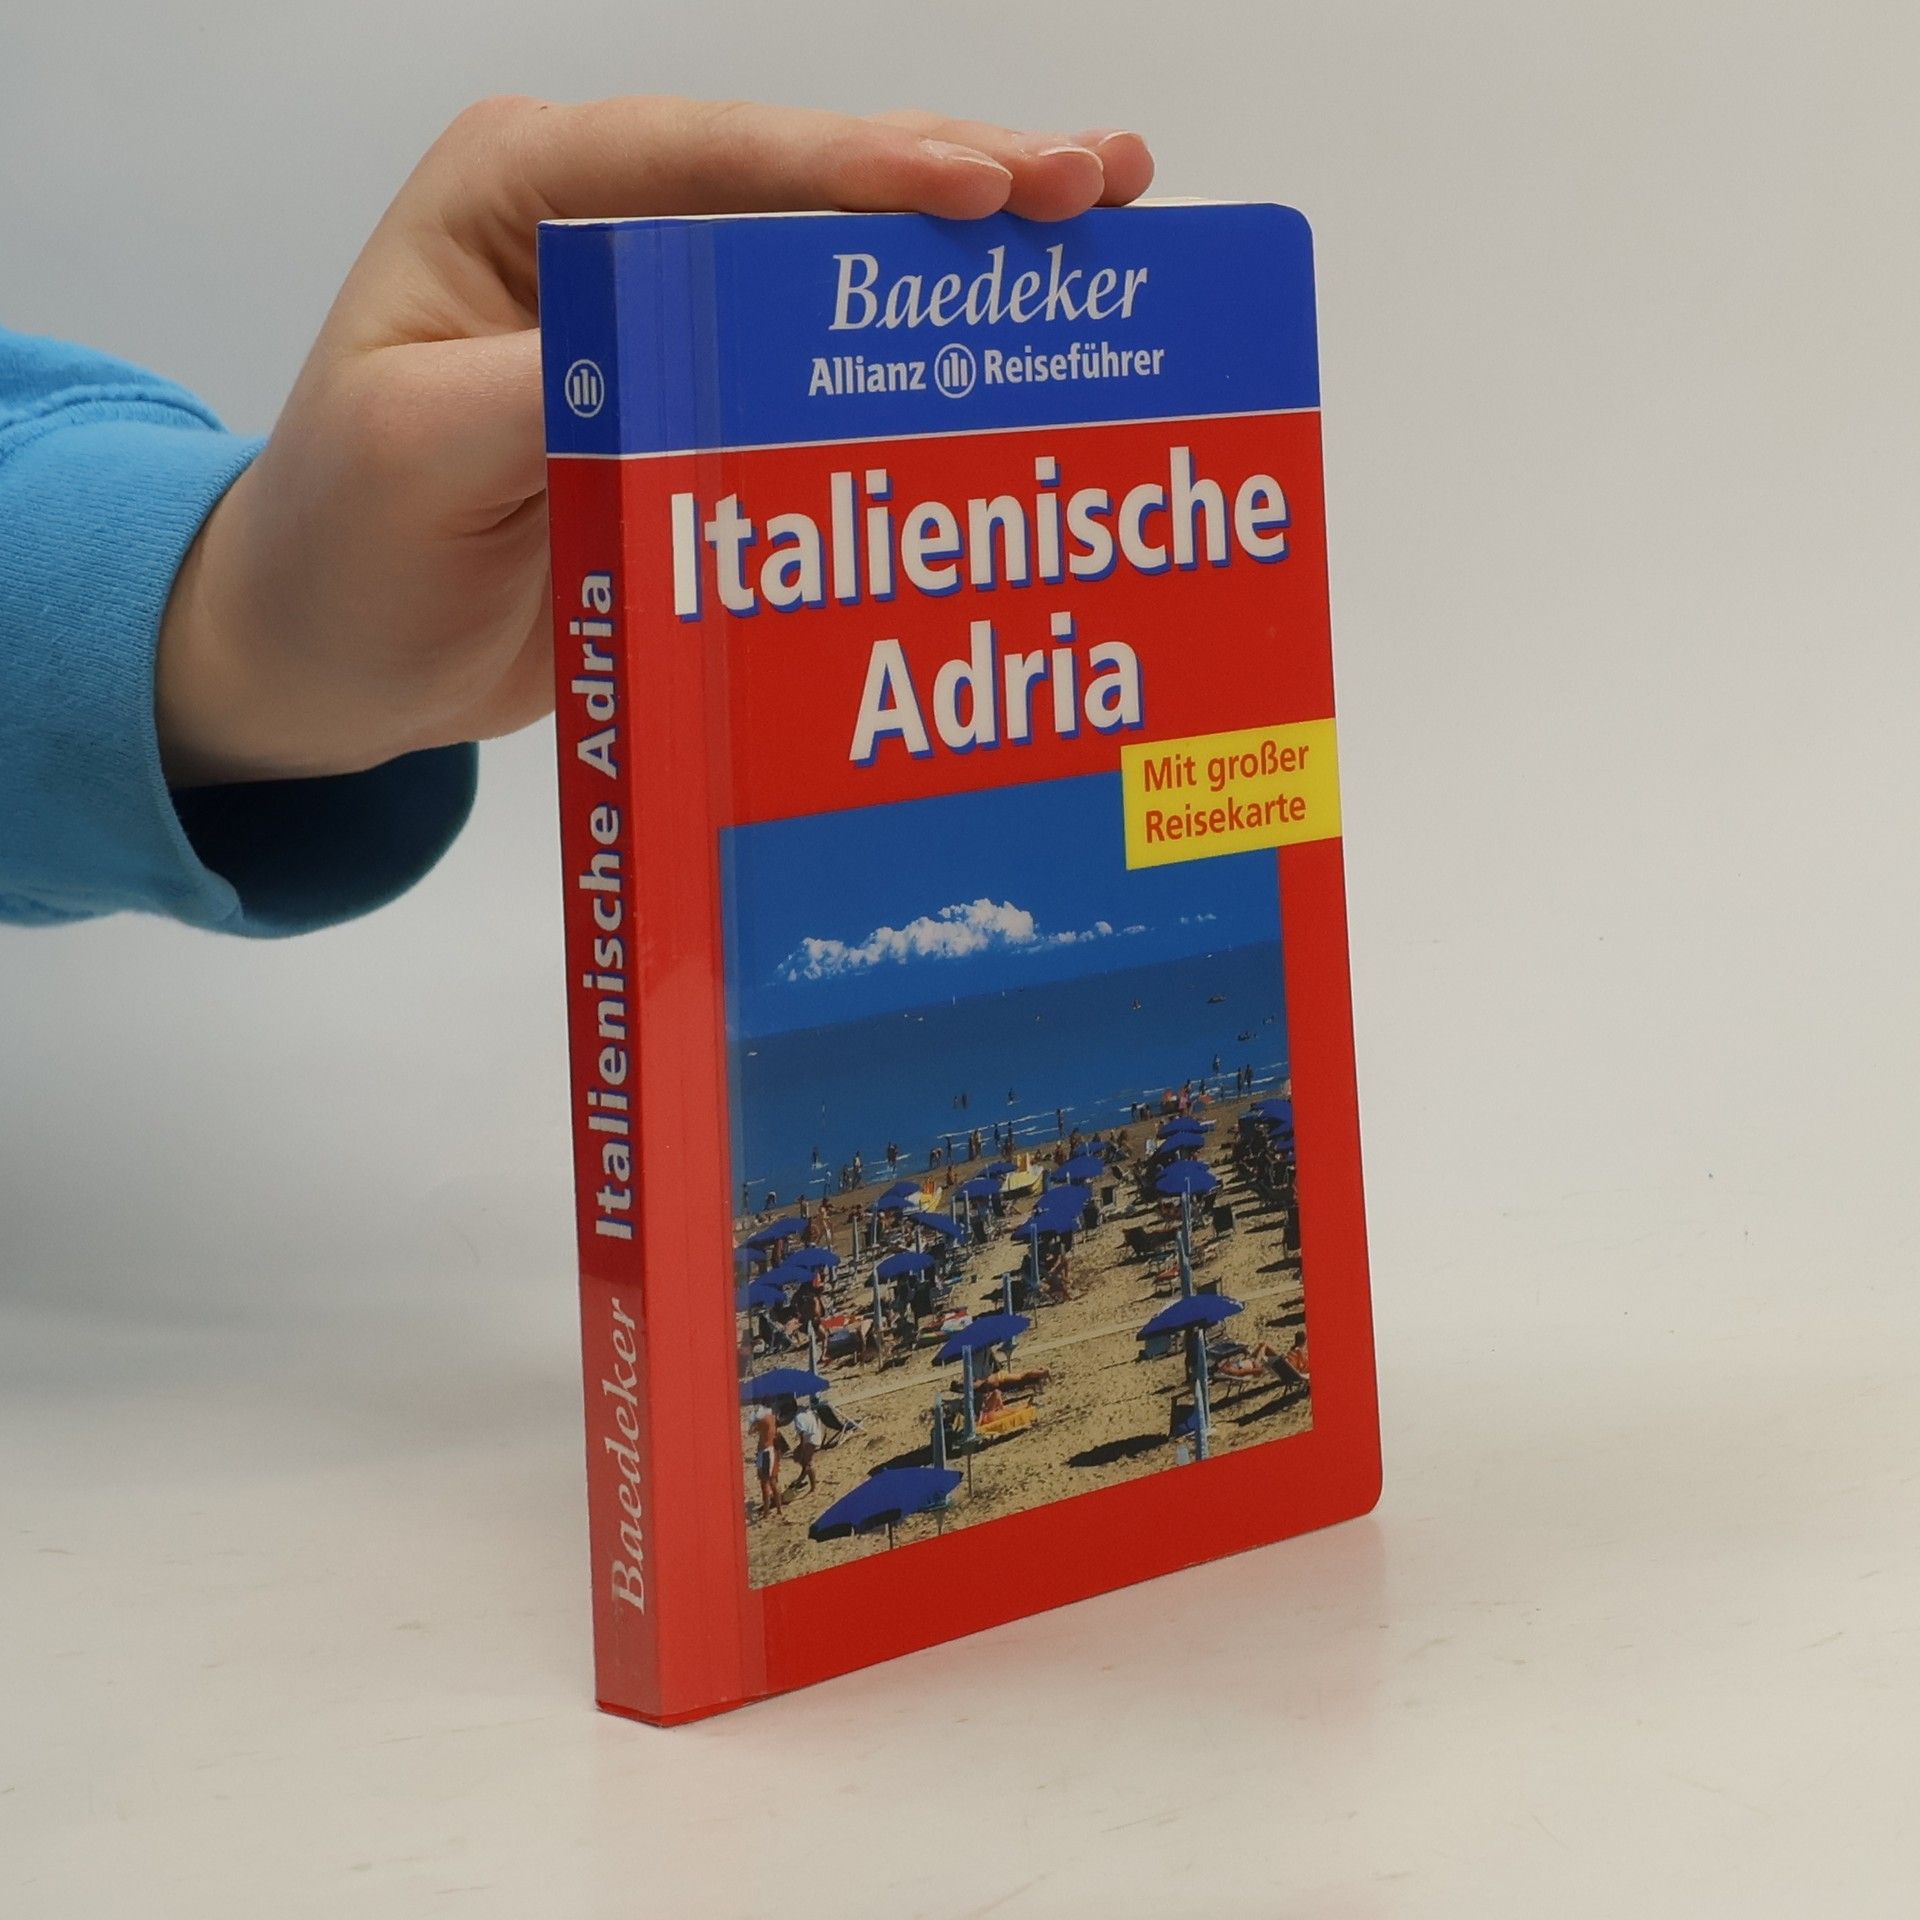 Baedeker
Allianz Reiseführer
Italienische
Adria
Mit großer
Reisekarte
Baedeker Italienische Adria